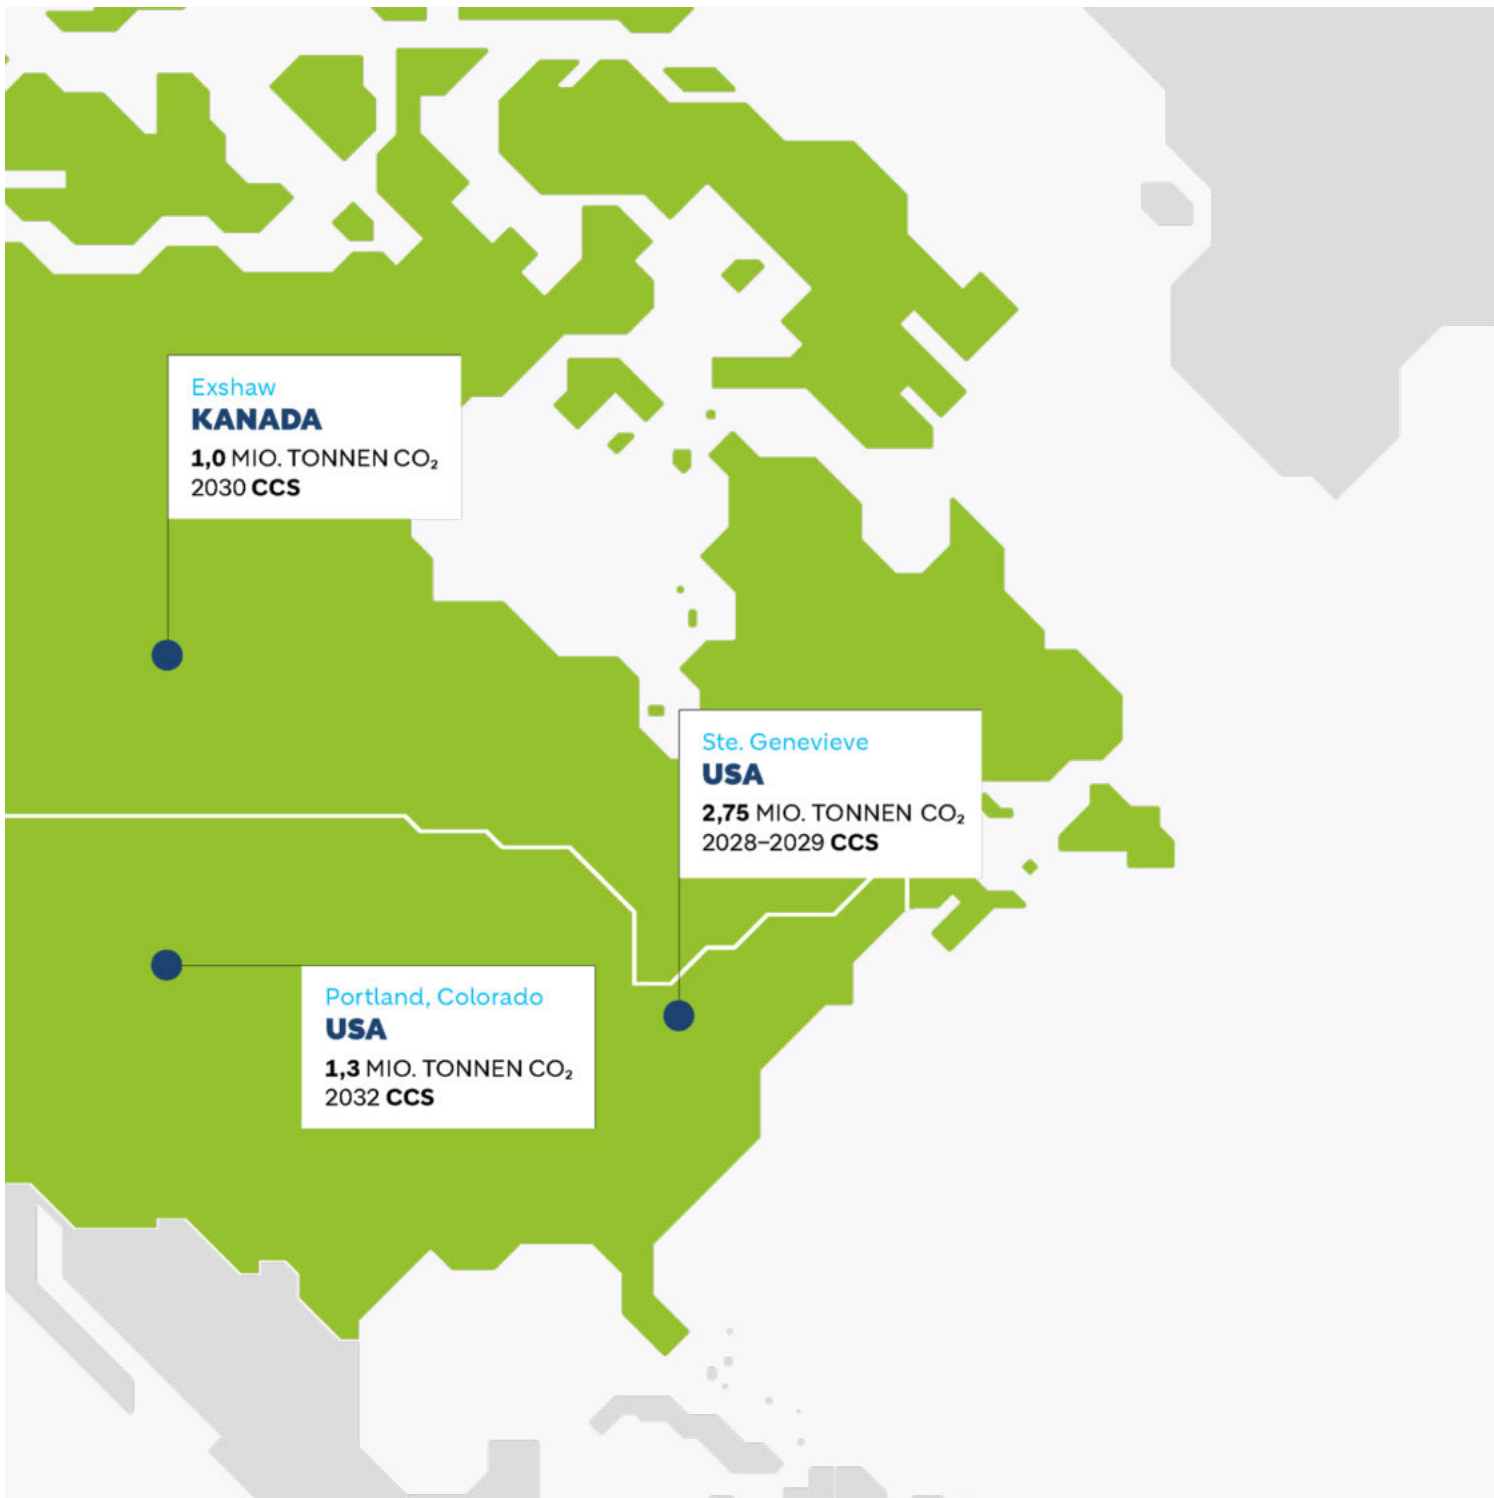 Exshaw
KANADA
1,0 MIO. TONNEN CO₂
2030 CCS
Ste. Genevieve
USA
2,75 MIO. TONNEN CO₂
2028–2029 CCS
Portland, Colorado
USA
1,3 MIO. TONNEN CO₂
2032 CCS